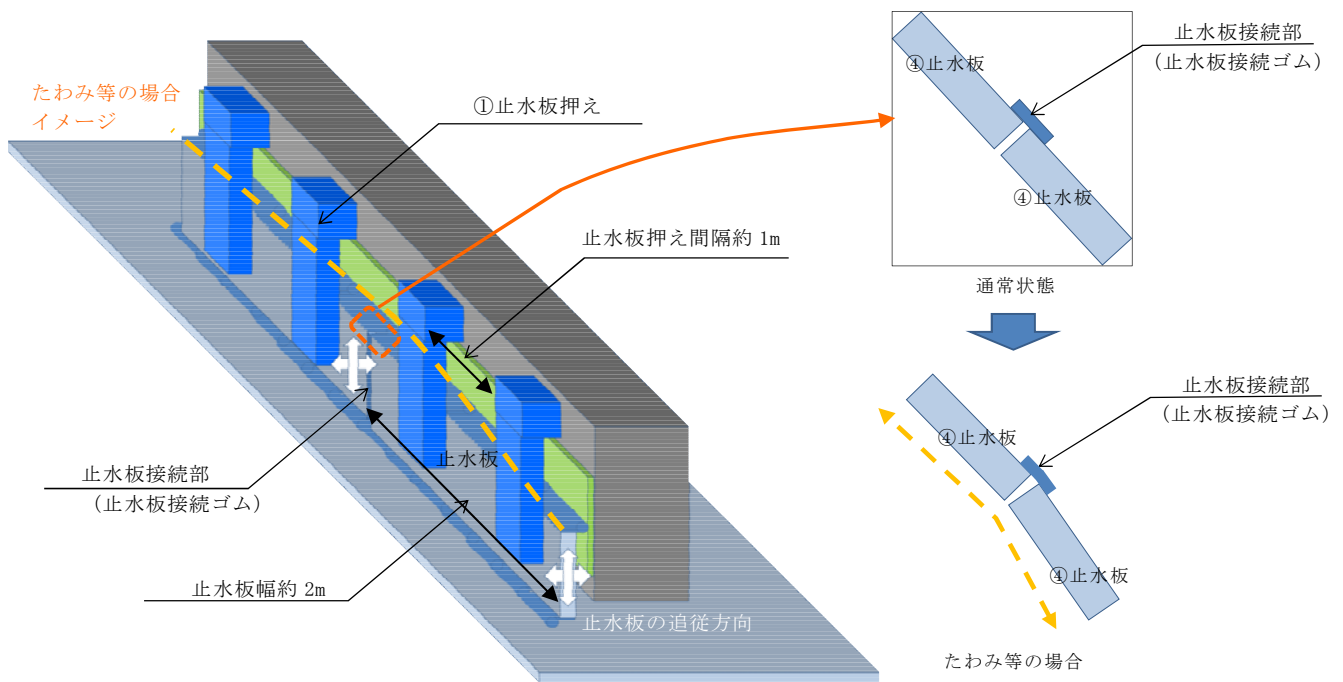 たわみ等の場合
イメージ
①止水板押え
止水板押え間隔約 1m
止水板
止水板接続部
(止水板接続ゴム)
止水板幅約 2m
止水板の追従方向
止水板接続部
(止水板接続ゴム)
④止水板
④止水板
通常状態
止水板接続部
(止水板接続ゴム)
④止水板
④止水板
たわみ等の場合